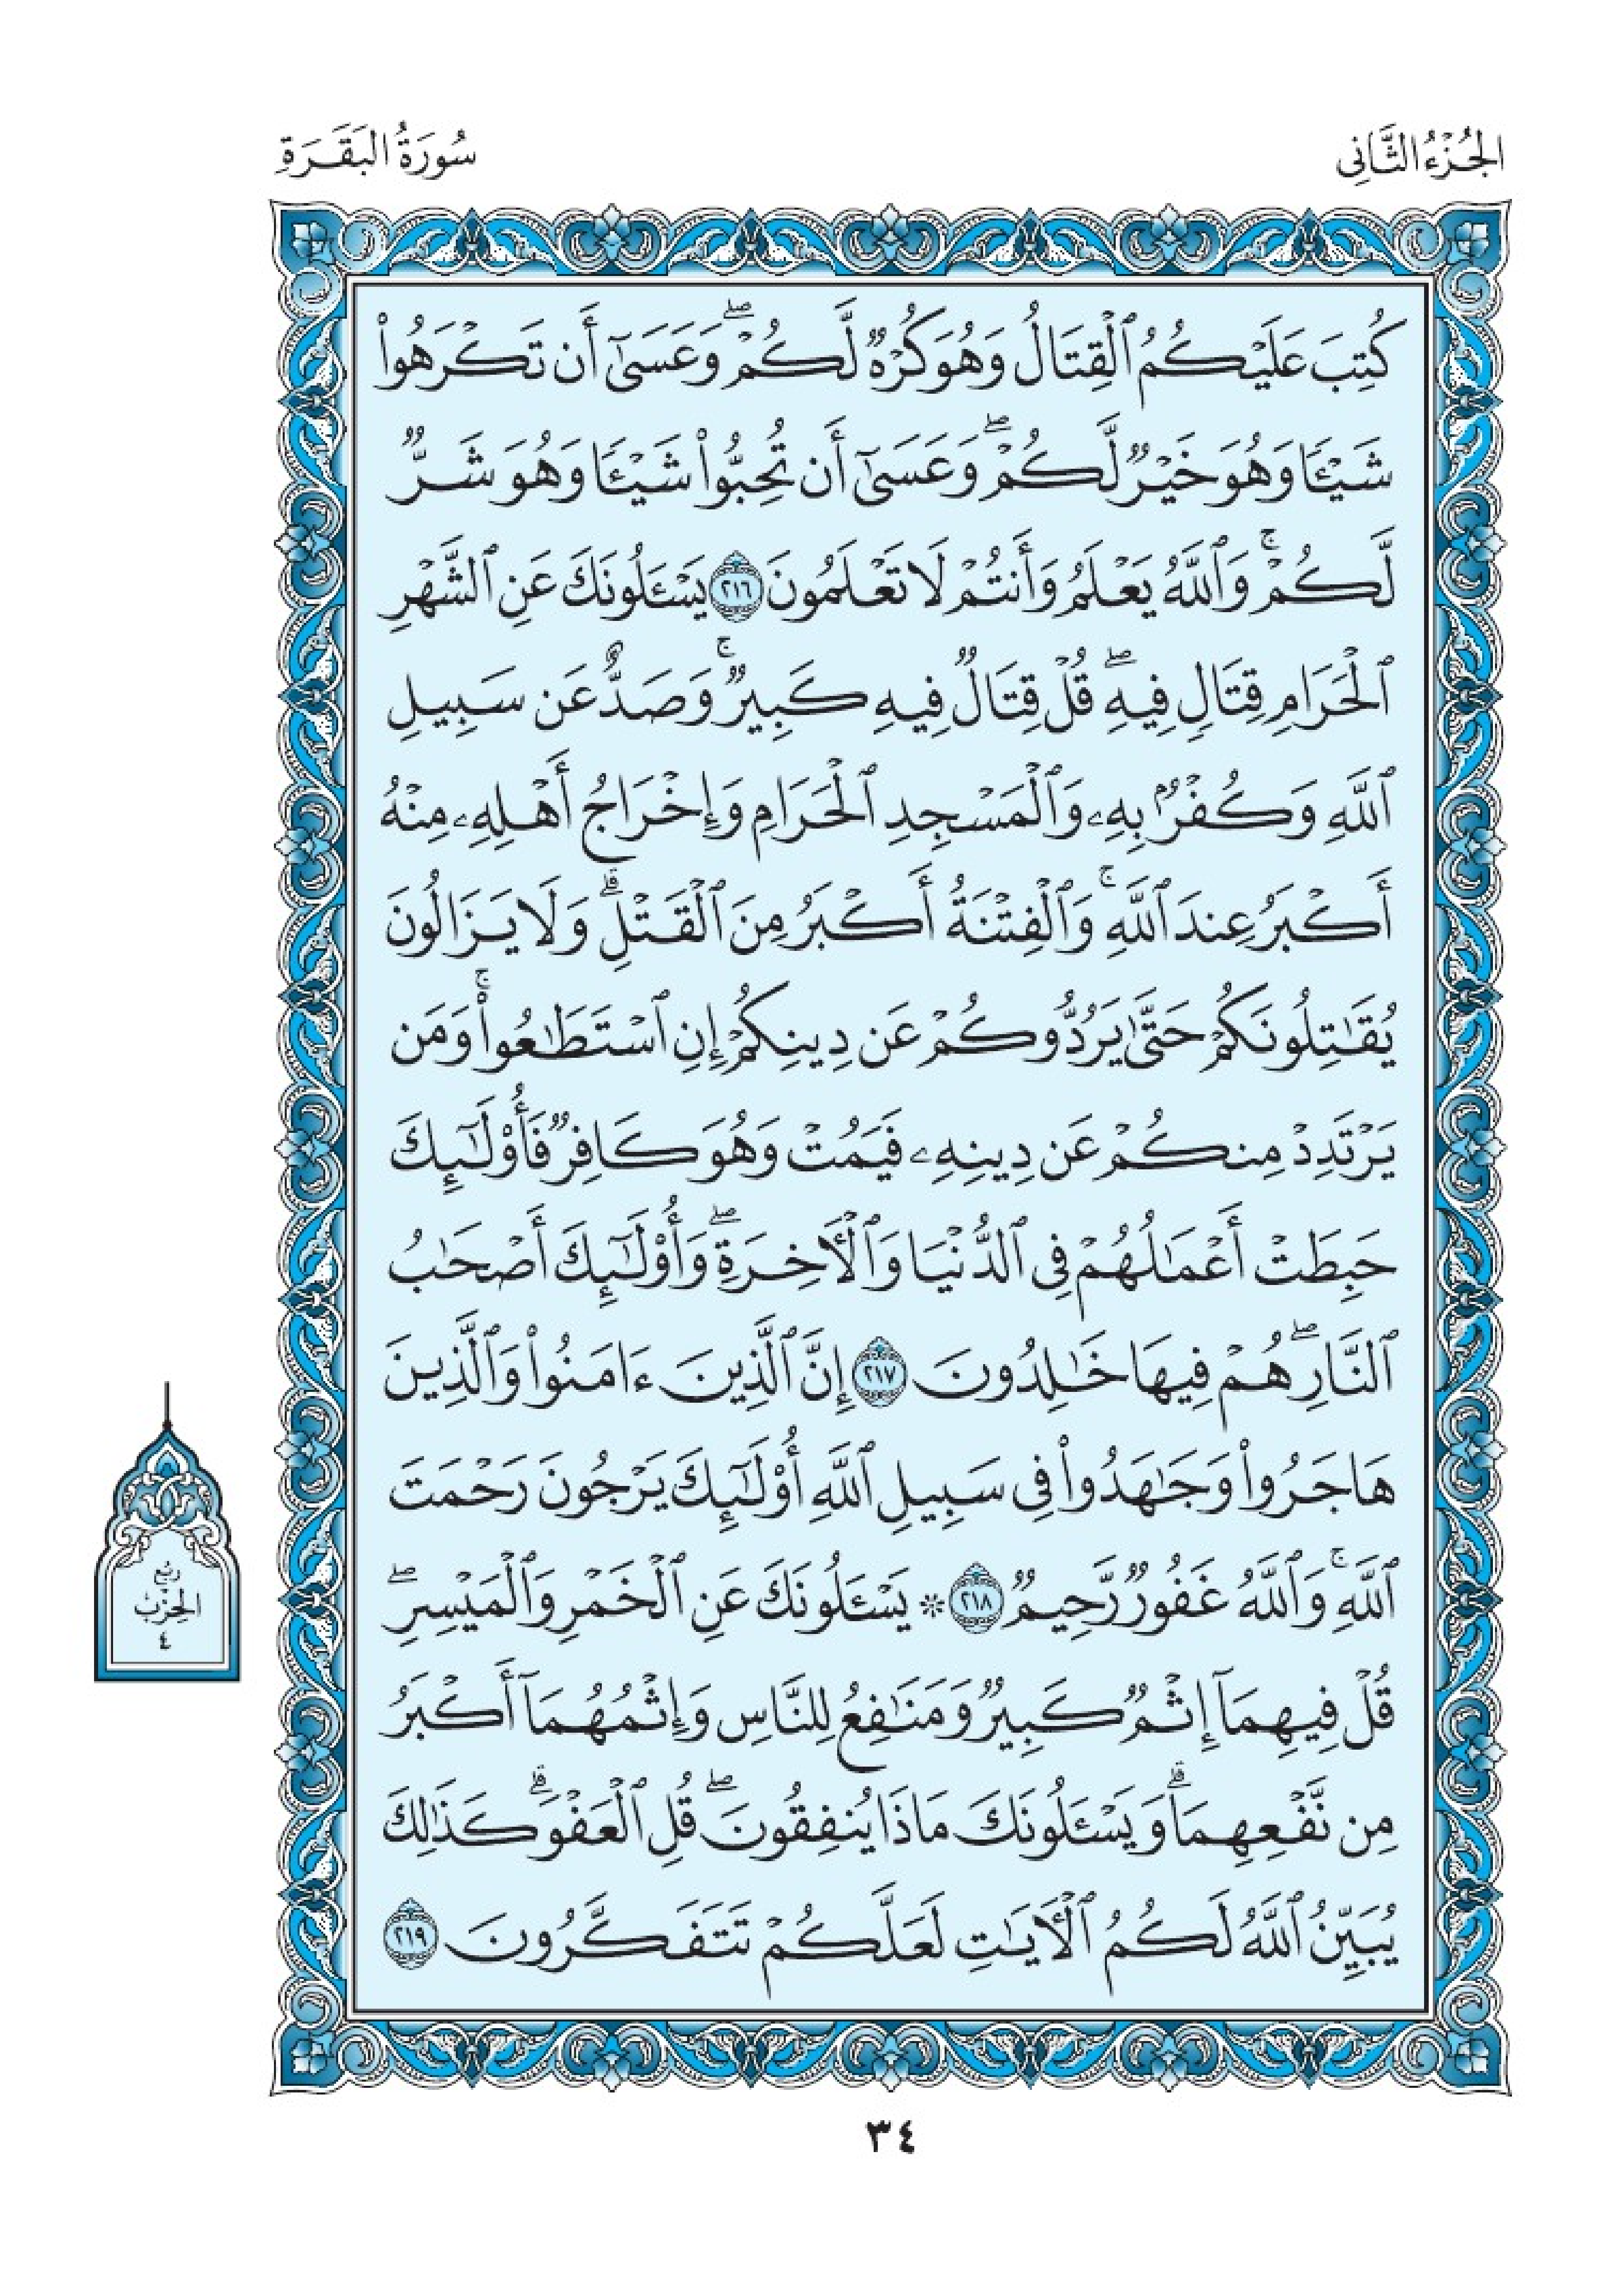 الجُزْءُ الثَّانِي
سُورَةُ البَقَرَةِ
كُتِبَ عَلَيْكُمُ ٱلْقِتَالُ وَهُوَ كُرْهٌ لَّكُمْ ۖ وَعَسَىٰٓ أَن تَكْرَهُوا۟
شَيْـًٔا وَهُوَ خَيْرٌ لَّكُمْ ۖ وَعَسَىٰٓ أَن تُحِبُّوا۟ شَيْـًٔا وَهُوَ شَرٌّ
لَّكُمْ ۚ وَٱللَّهُ يَعْلَمُ وَأَنتُمْ لَا تَعْلَمُونَ ٢١٦ يَسْـَٔلُونَكَ عَنِ ٱلشَّهْرِ
ٱلْحَرَامِ قِتَالٍ فِيهِ ۖ قُلْ قِتَالٌ فِيهِ كَبِيرٌ ۚ وَصَدٌّ عَن سَبِيلِ
ٱللَّهِ وَكُفْرٌۢ بِهِۦ وَٱلْمَسْجِدِ ٱلْحَرَامِ وَإِخْرَاجُ أَهْلِهِۦ مِنْهُ
أَكْبَرُ عِندَ ٱللَّهِ ۚ وَٱلْفِتْنَةُ أَكْبَرُ مِنَ ٱلْقَتْلِ ۗ وَلَا يَزَالُونَ
يُقَـٰتِلُونَكُمْ حَتَّىٰ يَرُدُّوكُمْ عَن دِينِكُمْ إِنِ ٱسْتَطَـٰعُوا۟ ۚ وَمَن
يَرْتَدِدْ مِنكُمْ عَن دِينِهِۦ فَيَمُتْ وَهُوَ كَافِرٌ فَأُو۟لَـٰٓئِكَ
حَبِطَتْ أَعْمَـٰلُهُمْ فِى ٱلدُّنْيَا وَٱلْـَٔاخِرَةِ ۖ وَأُو۟لَـٰٓئِكَ أَصْحَـٰبُ
ٱلنَّارِ ۖ هُمْ فِيهَا خَـٰلِدُونَ ٢١٧ إِنَّ ٱلَّذِينَ ءَامَنُوا۟ وَٱلَّذِينَ
هَاجَرُوا۟ وَجَـٰهَدُوا۟ فِى سَبِيلِ ٱللَّهِ أُو۟لَـٰٓئِكَ يَرْجُونَ رَحْمَتَ
ٱللَّهِ ۚ وَٱللَّهُ غَفُورٌ رَّحِيمٌ ٢١٨ * يَسْـَٔلُونَكَ عَنِ ٱلْخَمْرِ وَٱلْمَيْسِرِ ۖ
قُلْ فِيهِمَآ إِثْمٌ كَبِيرٌ وَمَنَـٰفِعُ لِلنَّاسِ وَإِثْمُهُمَآ أَكْبَرُ
مِن نَّفْعِهِمَا ۗ وَيَسْـَٔلُونَكَ مَاذَا يُنفِقُونَ ۖ قُلِ ٱلْعَفْوَ ۗ كَذَٰلِكَ
يُبَيِّنُ ٱللَّهُ لَكُمُ ٱلْـَٔايَـٰتِ لَعَلَّكُمْ تَتَفَكَّرُونَ ٢١٩
رُبْع
الحِزْب
٤
٣٤